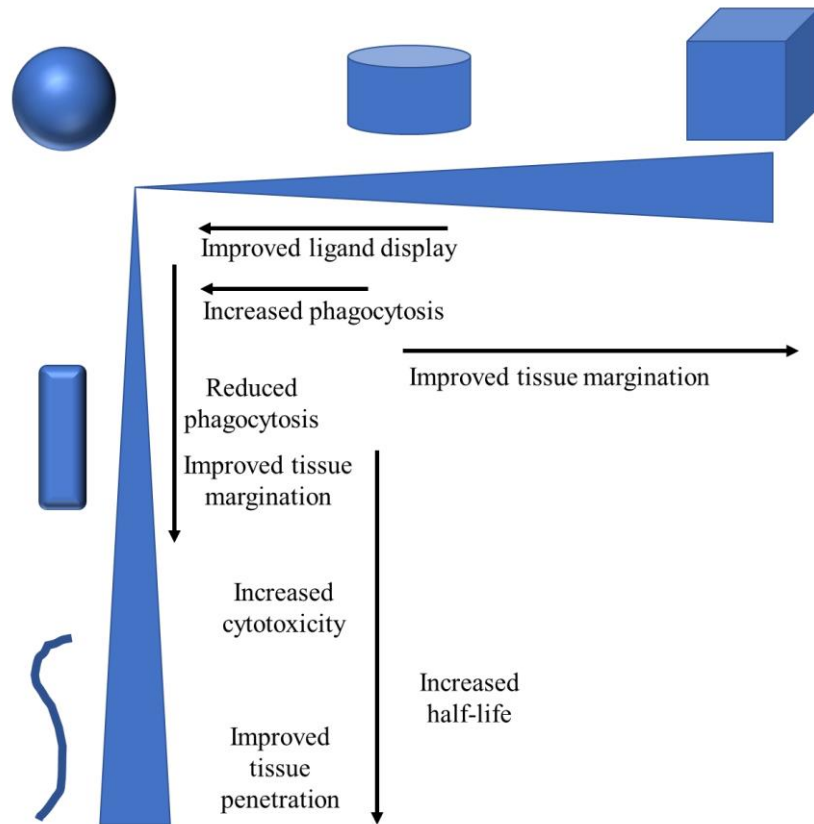 Improved ligand display
Increased phagocytosis
Improved tissue margination
Reduced
phagocytosis
Improved tissue
margination
Increased
cytotoxicity
Increased
half-life
Improved
tissue
penetration